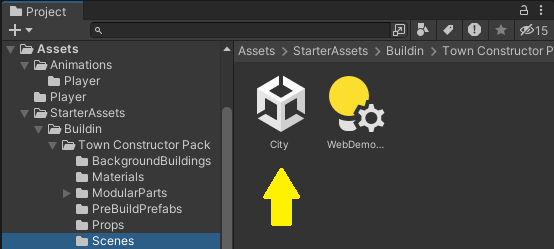 Project
15
Assets
Animations
Player
Player
StarterAssets
Buildin
Town Constructor Pack
BackgroundBuildings
Materials
ModularParts
PreBuildPrefabs
Props
Scenes
Assets > StarterAssets > Buildin > Town Constructor P
City
WebDemo...